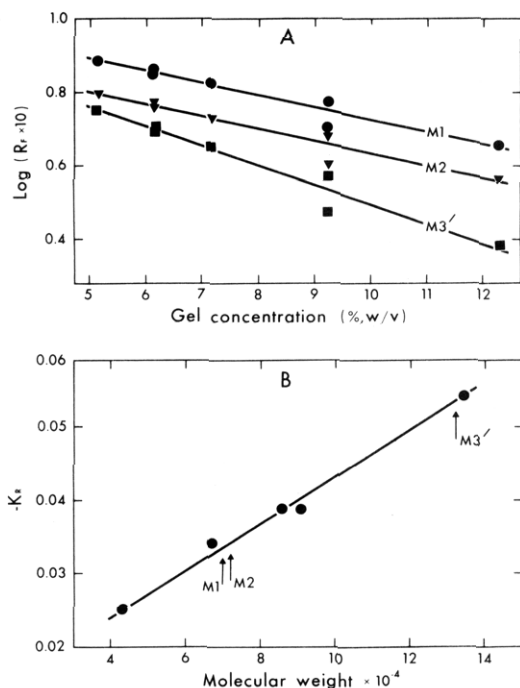 A
1.0
0.8
0.6
0.4
Log (RF ×10)
M1
M2
M3′
5 6 7 8 9 10 11 12
Gel concentration (%,w/v)
B
0.06
0.05
0.04
0.03
0.02
-KR
M1
M2
M3′
4 6 8 10 12 14
Molecular weight × 10⁻⁴